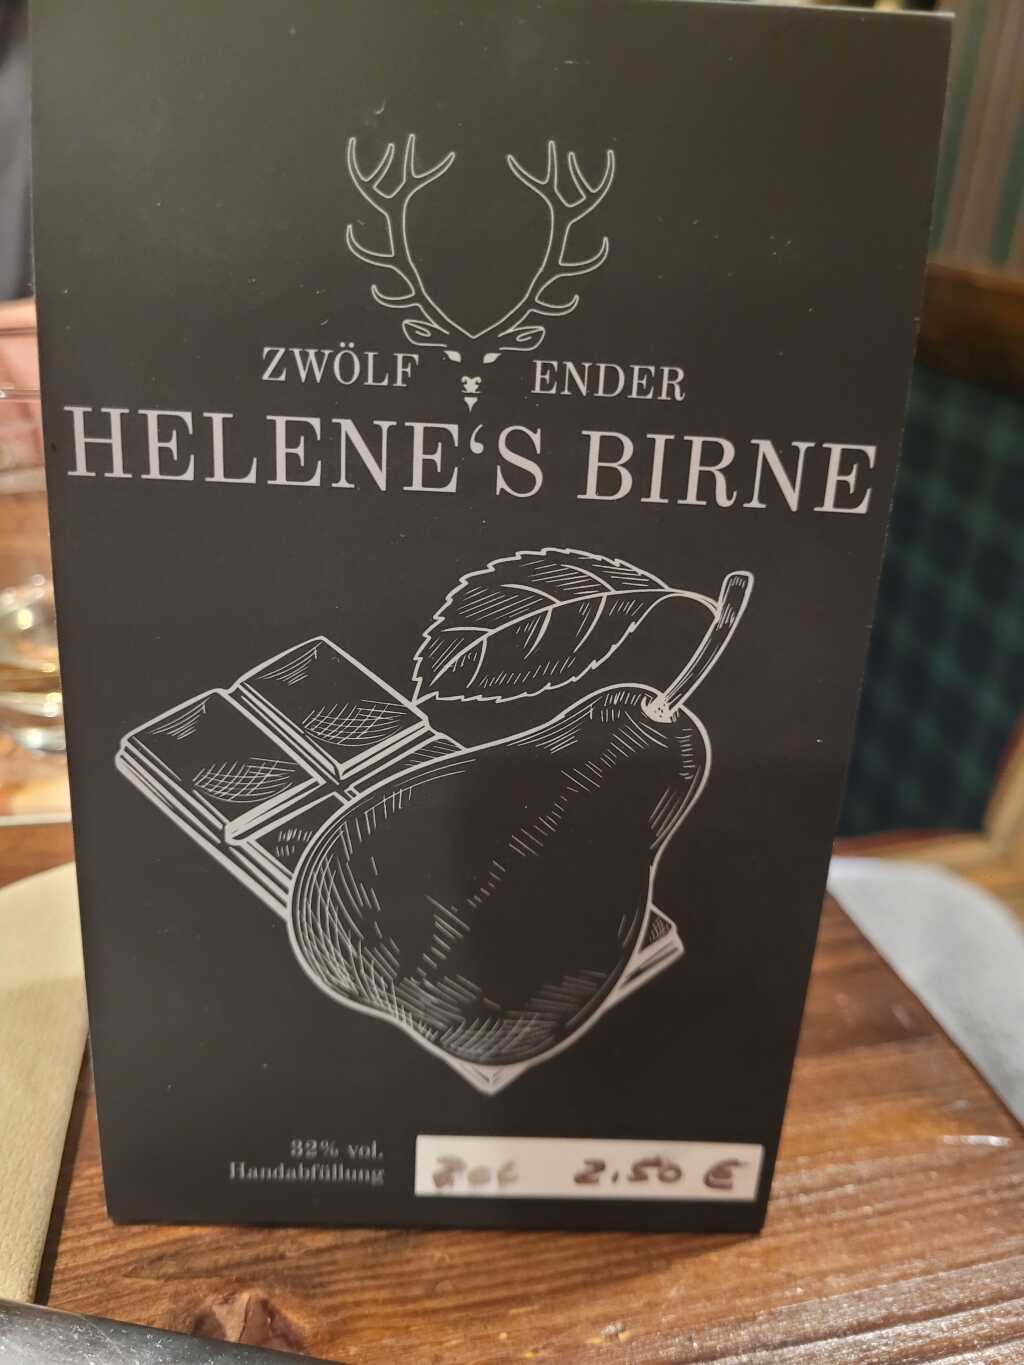 ZWÖLF ENDER
HELENE‘S BIRNE
32% vol.
Handabfüllung
2cl 2.50 €